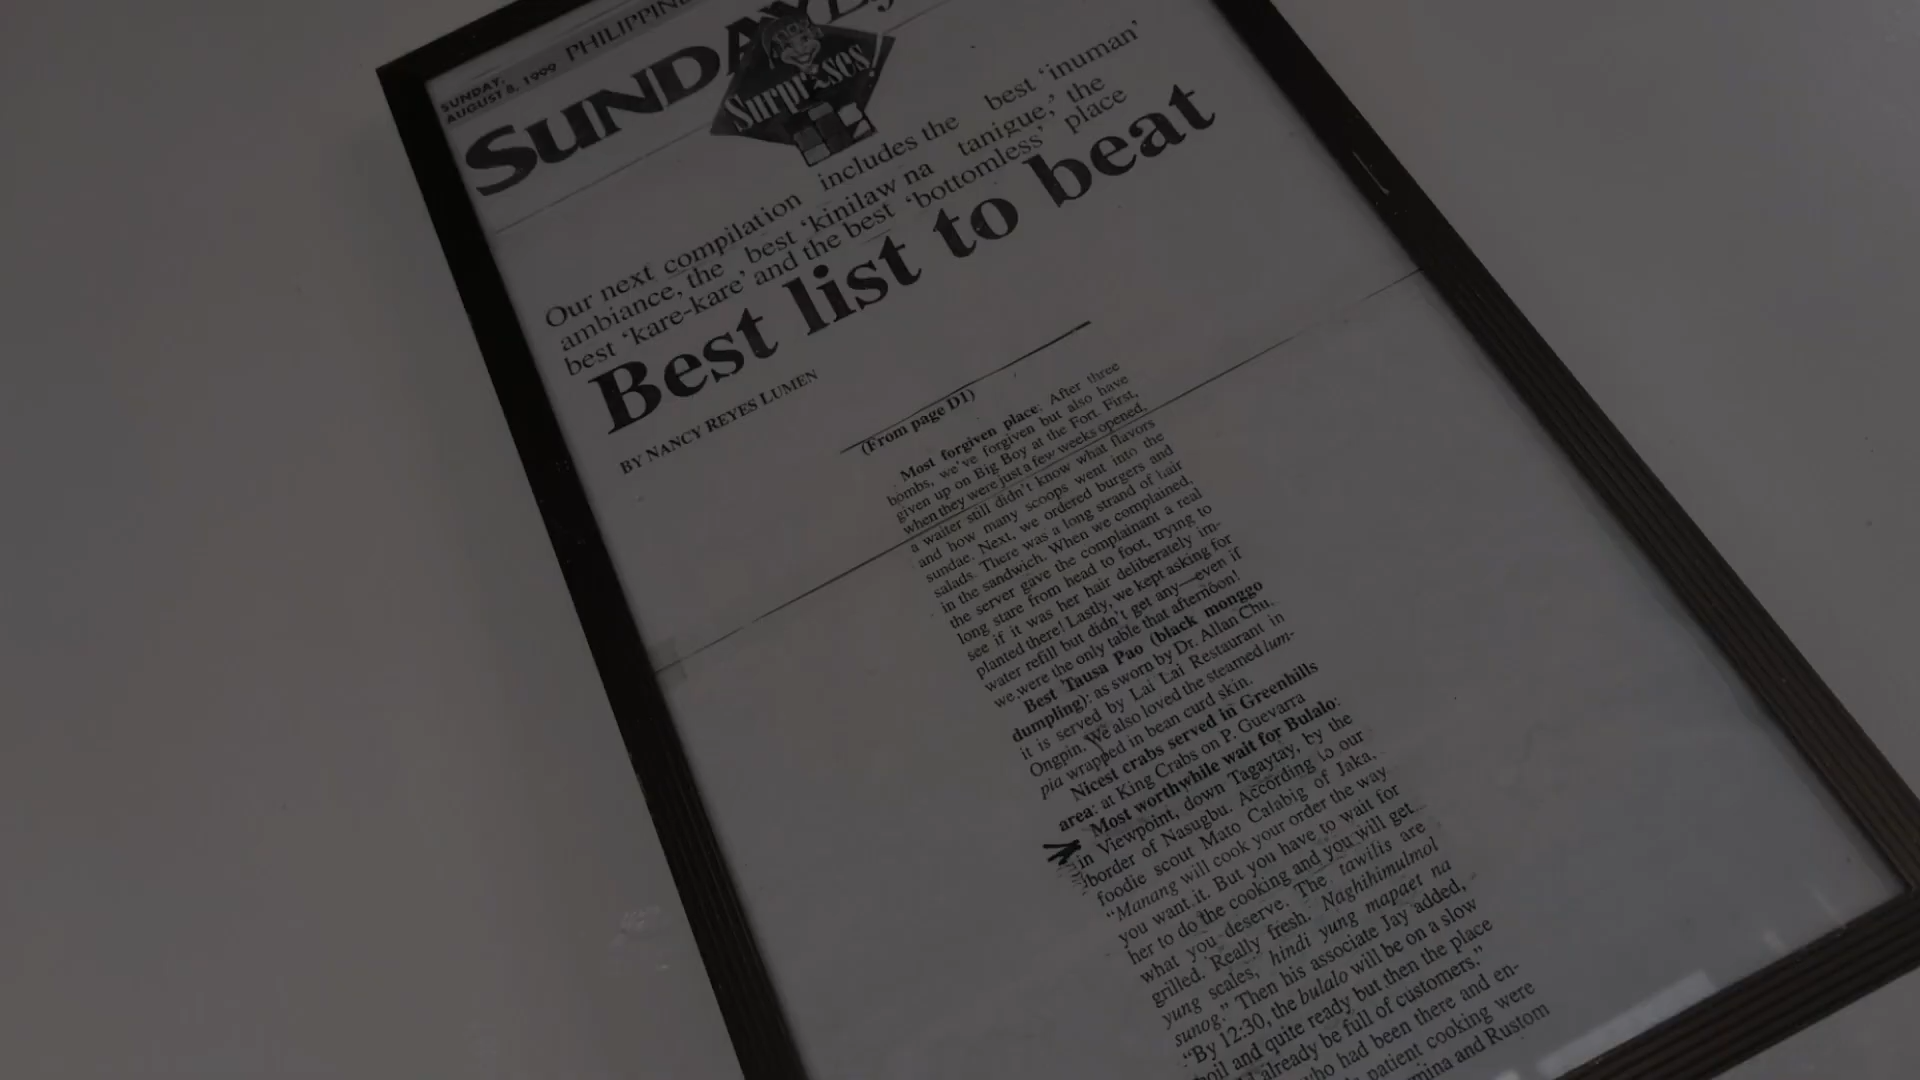 SUNDAY,
AUGUST 8, 1999
PHILIPPINE
SUNDAY
Surprises!
Our next compilation includes the best ‘inuman’
ambiance, the best ‘kinilaw na tanigue,’ the
best ‘kare-kare’ and the best ‘bottomless’ place
Best list to beat
BY NANCY REYES LUMEN
(From page D1)
Most forgiven place: After three
bombs, we’ve forgiven but also have
given up on Big Boy at the Fort. First,
when they were just a few weeks opened,
a waiter still didn’t know what flavors
and how many scoops went into the
sundae. Next, we ordered burgers and
salads. There was a long strand of hair
in the sandwich. When we complained,
the server gave the complainant a real
long stare from head to foot, trying to
see if it was her hair deliberately im-
planted there! Lastly, we kept asking for
water refill but didn’t get any—even if
we were the only table that afternoon!
Best Tausa Pao (black monggo
dumpling): as sworn by Dr. Allan Chu,
it is served by Lai Lai Restaurant in
Ongpin. We also loved the steamed lum-
pia wrapped in bean curd skin.
Nicest crabs served in Greenhills
area: at King Crabs on P. Guevarra
Most worthwhile wait for Bulalo:
in Viewpoint, down Tagaytay, by the
border of Nasugbu. According to our
foodie scout Mato Calabig of Jaka,
“Manang will cook your order the way
you want it. But you have to wait for
her to do the cooking and you will get
what you deserve. The tawilis are
grilled. Really fresh. Naghihimulmol
yung scales, hindi yung mapaet na
sunog.” Then his associate Jay added,
“By 12:30, the bulalo will be on a slow
boil and quite ready but then the place
already be full of customers.”
who had been there and en-
patient cooking were
mina and Rustom